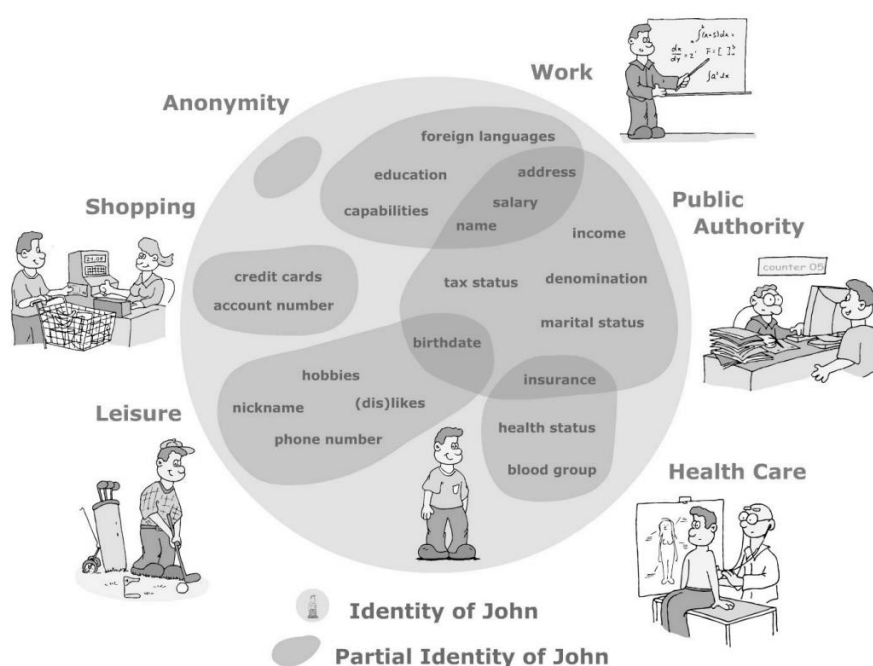 Work
Anonymity
foreign languages
education
address
Shopping
capabilities
salary
name
Public
Authority
income
credit cards
account number
tax status
denomination
counter 05
marital status
birthdate
hobbies
insurance
Leisure
nickname
(dis)likes
phone number
health status
blood group
Health Care
Identity of John
Partial Identity of John